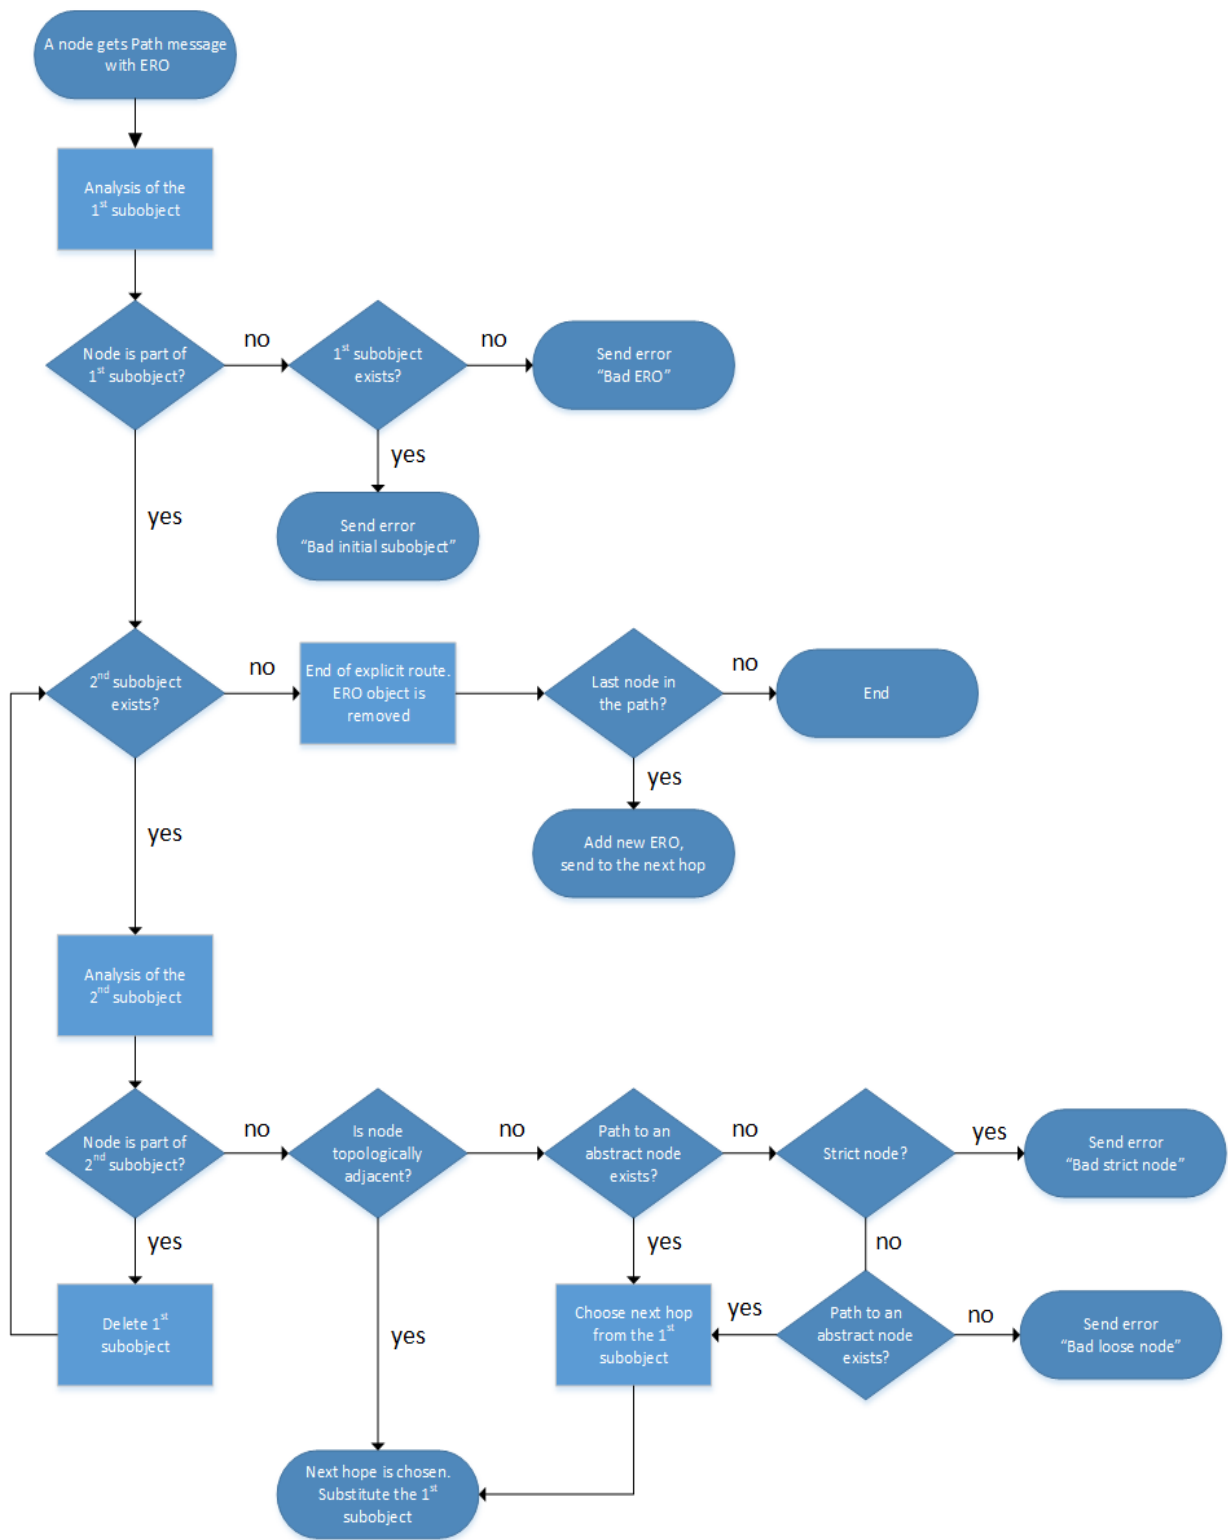 A node gets Path message
with ERO
Analysis of the
1st subobject
Node is part of
1st subobject?
no
1st subobject
exists?
no
Send error
“Bad ERO”
yes
Send error
“Bad initial subobject”
yes
2nd subobject
exists?
no
End of explicit route.
ERO object is
removed
Last node in
the path?
no
End
yes
Add new ERO,
send to the next hop
yes
Analysis of the
2nd subobject
Node is part of
2nd subobject?
no
Is node
topologically
adjacent?
no
Path to an
abstract node
exists?
no
Strict node?
yes
Send error
“Bad strict node”
yes
yes
no
Delete 1st
subobject
yes
Choose next hop
from the 1st
subobject
yes
Path to an
abstract node
exists?
no
Send error
“Bad loose node”
Next hope is chosen.
Substitute the 1st
subobject